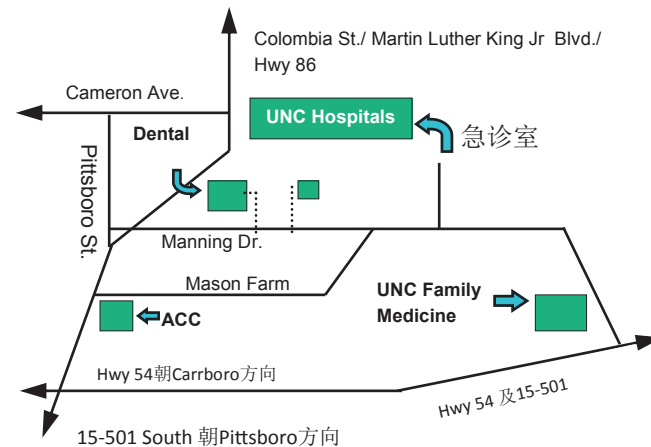 Colombia St./ Martin Luther King Jr Blvd./
Hwy 86
Cameron Ave.
Dental
UNC Hospitals
急诊室
Pittsboro St.
Manning Dr.
Mason Farm
UNC Family
Medicine
ACC
Hwy 54朝Carrboro方向
Hwy 54 及15-501
15-501 South 朝Pittsboro方向